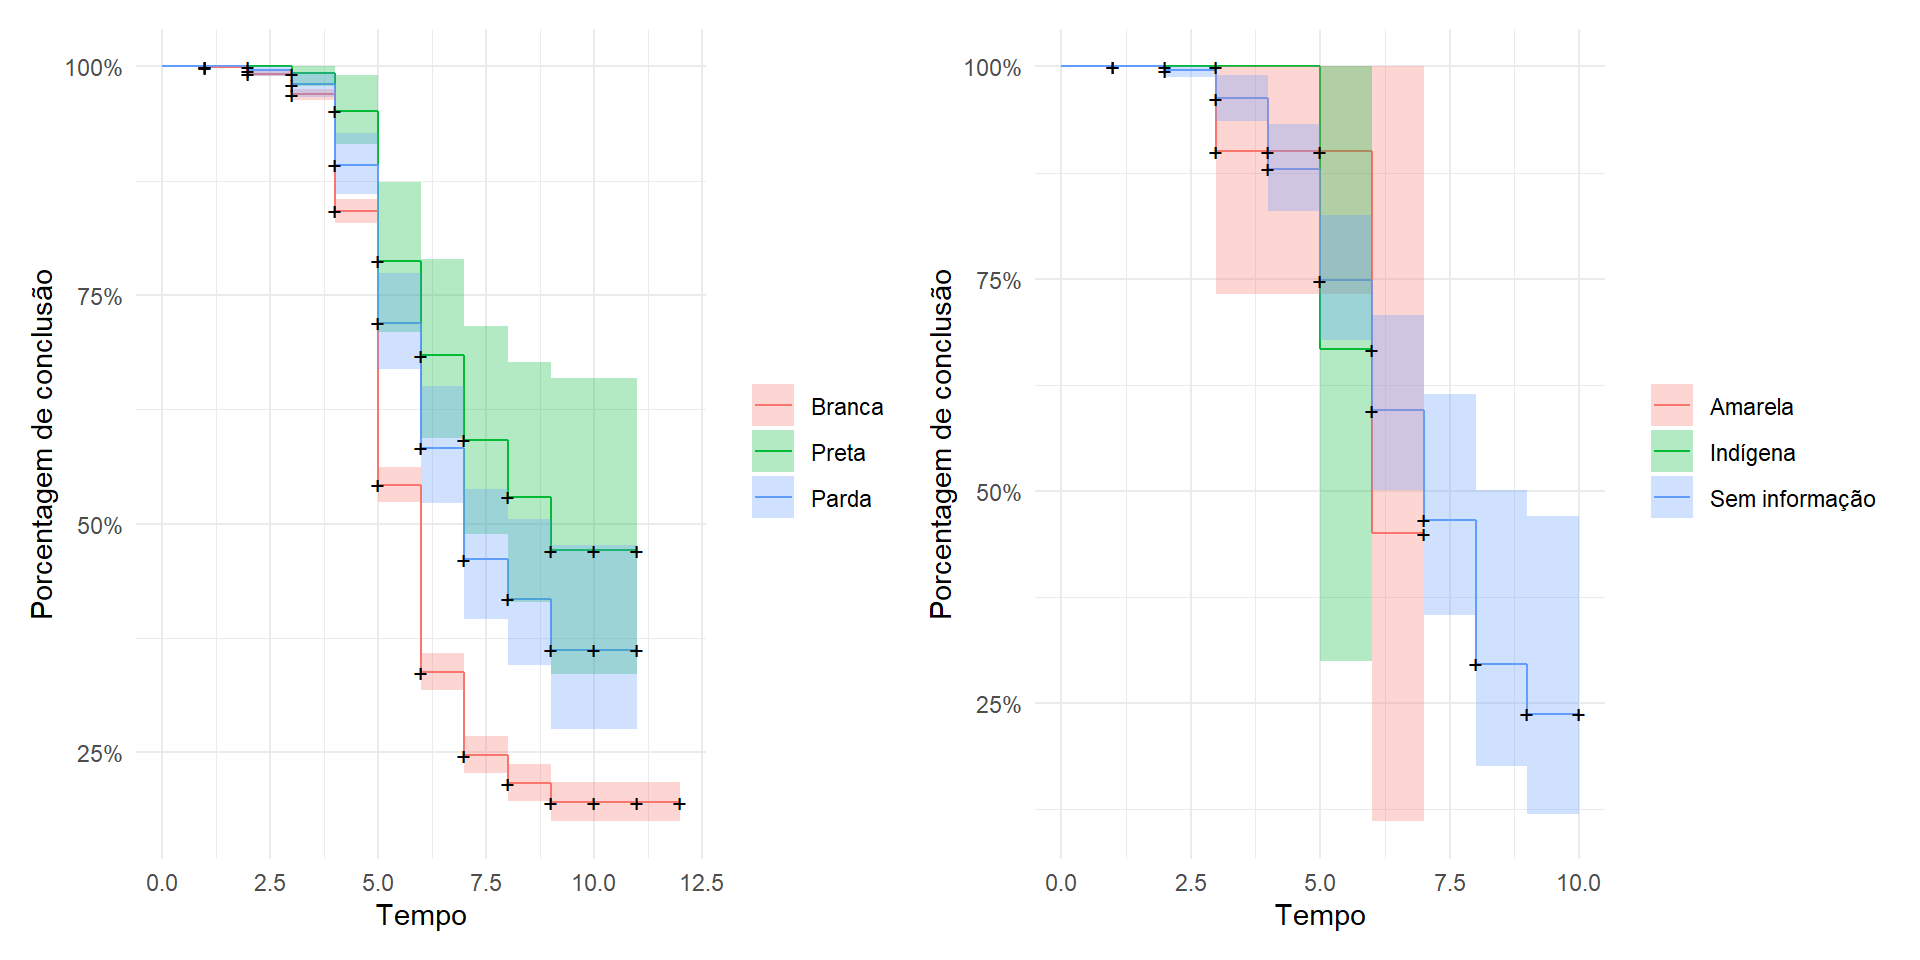 Porcentagem de conclusão
100%
75%
50%
25%
0.0 2.5 5.0 7.5 10.0 12.5
Tempo
Branca
Preta
Parda
Porcentagem de conclusão
100%
75%
50%
25%
0.0 2.5 5.0 7.5 10.0
Tempo
Amarela
Indígena
Sem informação